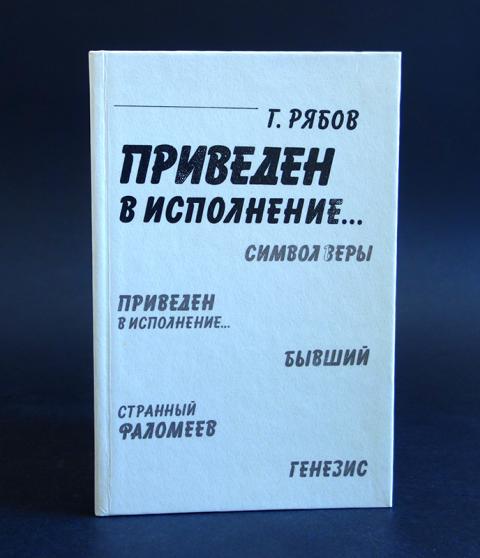 Г. РЯБОВ
ПРИВЕДЕН
В ИСПОЛНЕНИЕ...
СИМВОЛ ВЕРЫ
ПРИВЕДЕН
В ИСПОЛНЕНИЕ...
БЫВШИЙ
СТРАННЫЙ
ФАЛОМЕЕВ
ГЕНЕЗИС